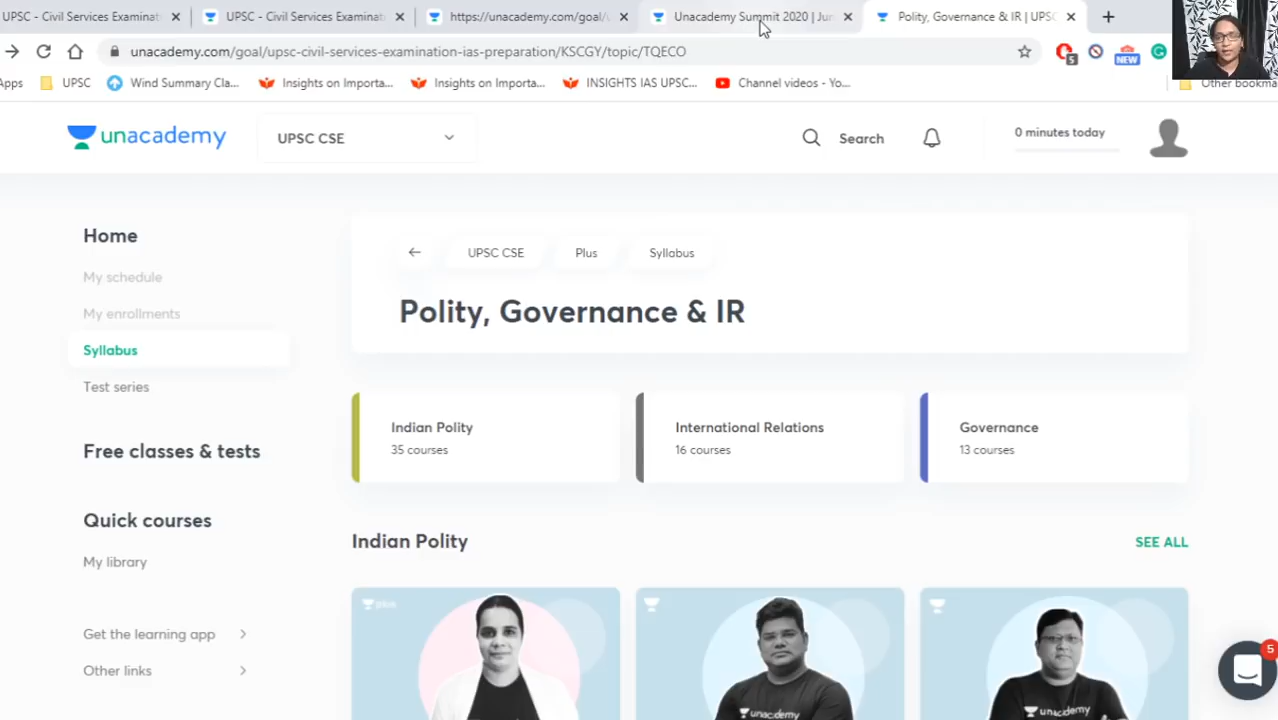 UPSC - Civil Services Examinat
UPSC - Civil Services Examinat
https://unacademy.com/goal/
Unacademy Summit 2020 | Jun
Polity, Governance & IR | UPSC
unacademy.com/goal/upsc-civil-services-examination-ias-preparation/KSCGY/topic/TQECO
5
NEW
pps
UPSC
Wind Summary Cla...
Insights on Importa...
Insights on Importa...
INSIGHTS IAS UPSC...
Channel videos - Yo...
Other bookma
unacademy
UPSC CSE
Search
0 minutes today
Home
My schedule
My enrollments
Syllabus
Test series
Free classes & tests
Quick courses
My library
Get the learning app
Other links
UPSC CSE
Plus
Syllabus
Polity, Governance & IR
Indian Polity
35 courses
International Relations
16 courses
Governance
13 courses
Indian Polity
SEE ALL
plus
unacademy
unacademy
5